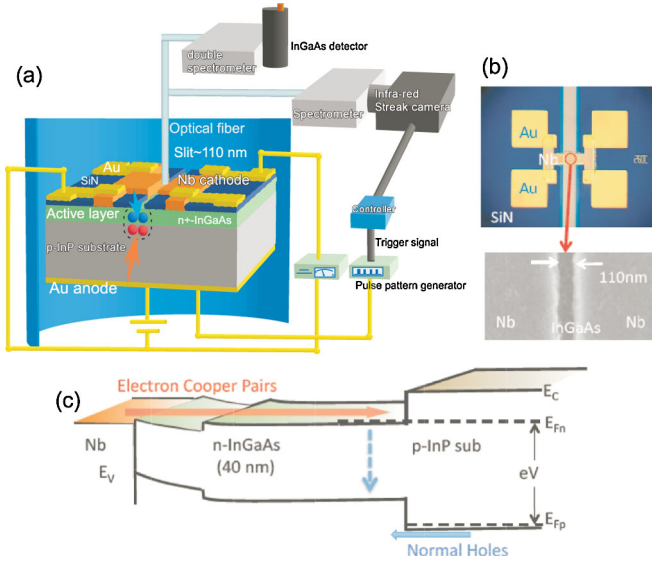 (a)
InGaAs detector
double
spectrometer
Spectrometer
Infra-red
Streak camera
Optical fiber
Slit~110 nm
Au
SiN
Nb cathode
Active layer
n+-InGaAs
p-InP substrate
Au anode
Controller
Trigger signal
Pulse pattern generator
(b)
Au
Au
Nb
Au
Au
SiN
110nm
Nb
InGaAs
Nb
(c)
Electron Cooper Pairs
E_C
E_Fn
Nb
n-InGaAs
(40 nm)
p-InP sub
E_V
eV
E_Fp
Normal Holes